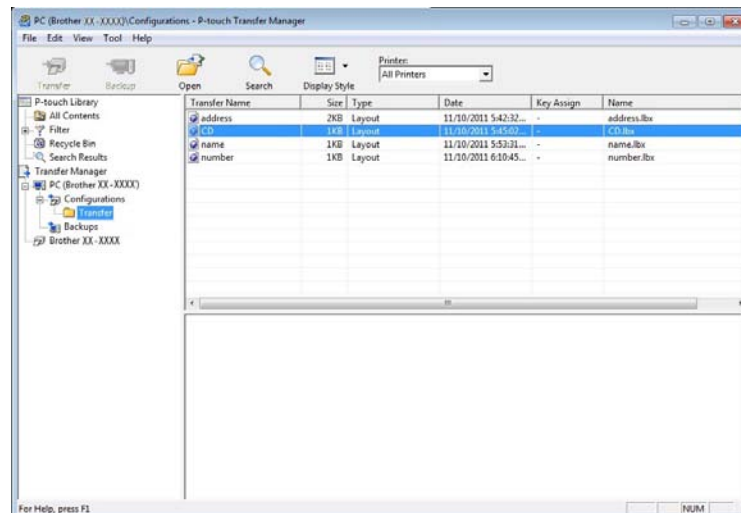 PC (Brother XX-XXXX)\Configurations - P-touch Transfer Manager
File Edit View Tool Help
Transfer Backup Open Search Display Style Printer:
All Printers
P-touch Library
All Contents
Filter
Recycle Bin
Search Results
Transfer Manager
PC (Brother XX-XXXX)
Configurations
Transfer
Backups
Brother XX-XXXX
Transfer Name Size Type Date Key Assign Name
address 2KB Layout 11/10/2011 5:42:32... - address.lbx
CD 1KB Layout 11/10/2011 5:45:02... - CD.lbx
name 1KB Layout 11/10/2011 5:53:31... - name.lbx
number 1KB Layout 11/10/2011 6:10:45... - number.lbx
For Help, press F1 NUM